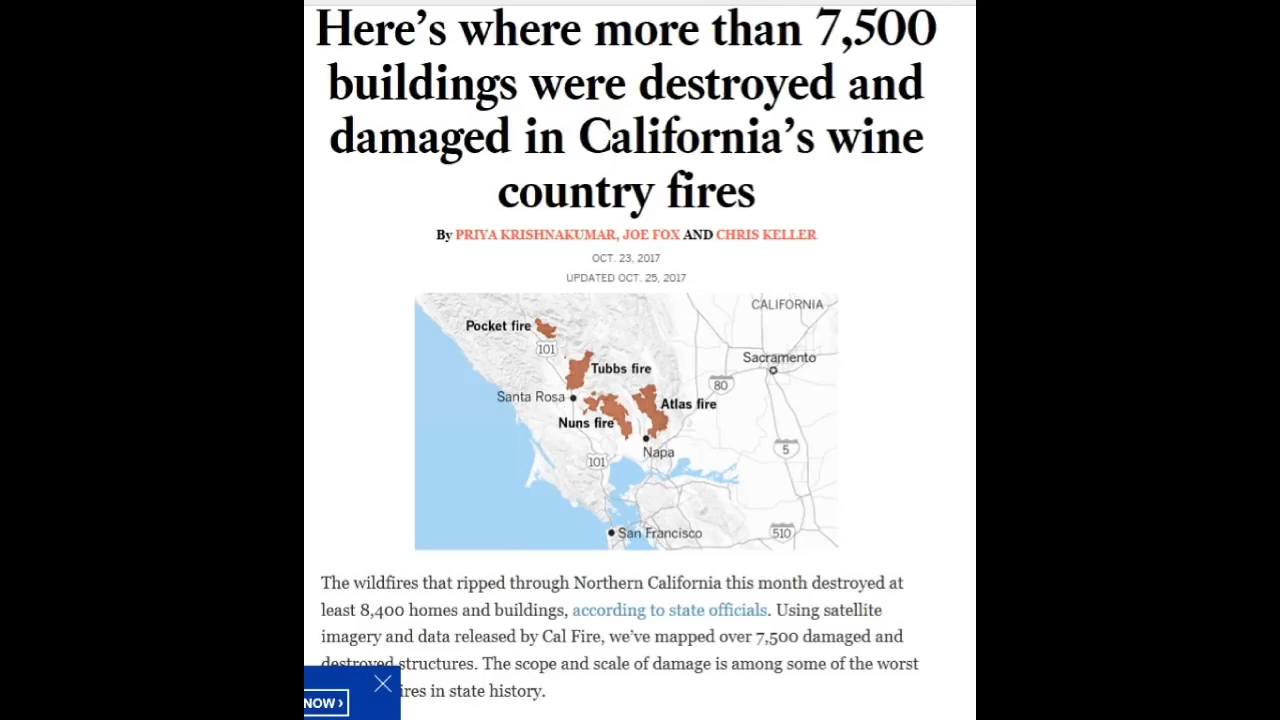 Here’s where more than 7,500
buildings were destroyed and
damaged in California’s wine
country fires
By PRIYA KRISHNAKUMAR, JOE FOX AND CHRIS KELLER
OCT. 23, 2017
UPDATED OCT. 25, 2017
CALIFORNIA
Pocket fire
101
Sacramento
Tubbs fire
80
Santa Rosa
Atlas fire
Nuns fire
5
Napa
101
San Francisco
510
The wildfires that ripped through Northern California this month destroyed at
least 8,400 homes and buildings, according to state officials. Using satellite
imagery and data released by Cal Fire, we’ve mapped over 7,500 damaged and
destroyed structures. The scope and scale of damage is among some of the worst
ires in state history.
NOW ›